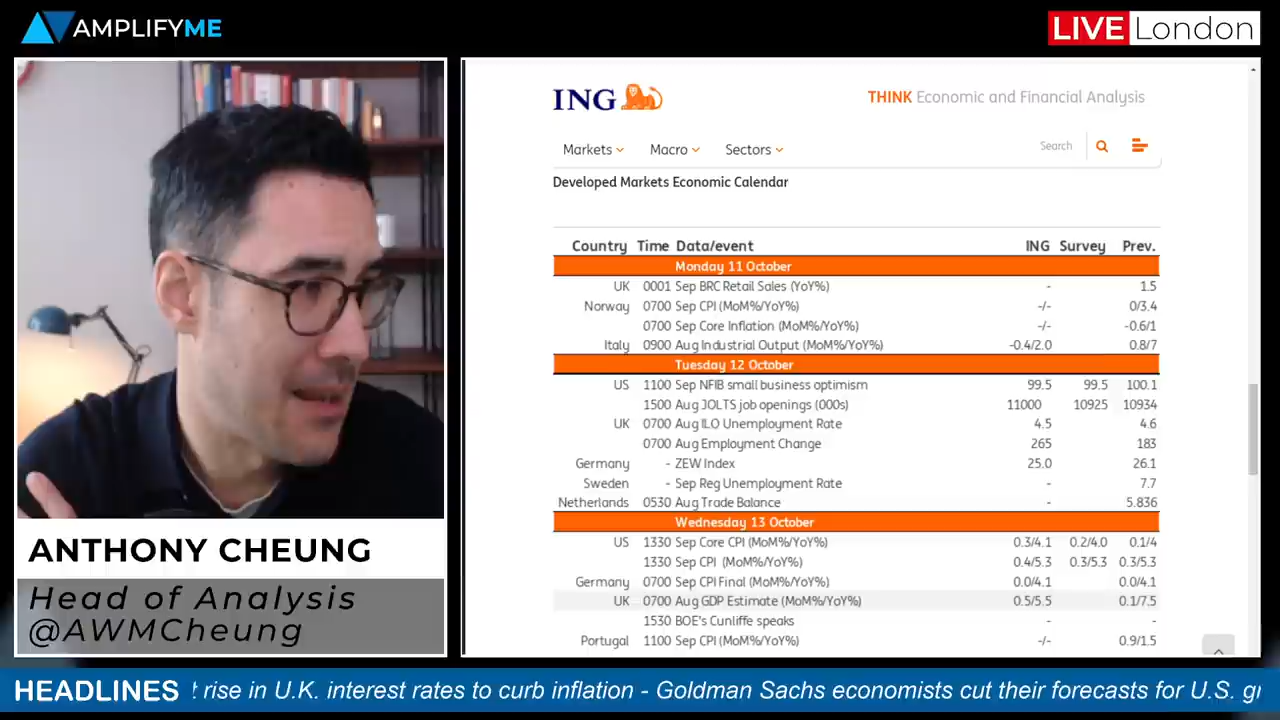 AMPLIFYME
LIVE London
ING
THINK Economic and Financial Analysis
Markets Macro Sectors Search
Developed Markets Economic Calendar
Country Time Data/event ING Survey Prev.
Monday 11 October
UK 0001 Sep BRC Retail Sales (YoY%) - 1.5
Norway 0700 Sep CPI (MoM%/YoY%) -/- 0/3.4
0700 Sep Core Inflation (MoM%/YoY%) -/- -0.6/1
Italy 0900 Aug Industrial Output (MoM%/YoY%) -0.4/2.0 0.8/7
Tuesday 12 October
US 1100 Sep NFIB small business optimism 99.5 99.5 100.1
1500 Aug JOLTS job openings (000s) 11000 10925 10934
UK 0700 Aug ILO Unemployment Rate 4.5 4.6
0700 Aug Employment Change 265 183
Germany - ZEW Index 25.0 26.1
Sweden - Sep Reg Unemployment Rate - 7.7
Netherlands 0530 Aug Trade Balance - 5.836
Wednesday 13 October
US 1330 Sep Core CPI (MoM%/YoY%) 0.3/4.1 0.2/4.0 0.1/4
1330 Sep CPI (MoM%/YoY%) 0.4/5.3 0.3/5.3 0.3/5.3
Germany 0700 Sep CPI Final (MoM%/YoY%) 0.0/4.1 0.0/4.1
UK 0700 Aug GDP Estimate (MoM%/YoY%) 0.5/5.5 0.1/7.5
1530 BOE's Cunliffe speaks - -
Portugal 1100 Sep CPI (MoM%/YoY%) -/- 0.9/1.5
ANTHONY CHEUNG
Head of Analysis
@AWMCheung
HEADLINES rise in U.K. interest rates to curb inflation - Goldman Sachs economists cut their forecasts for U.S.